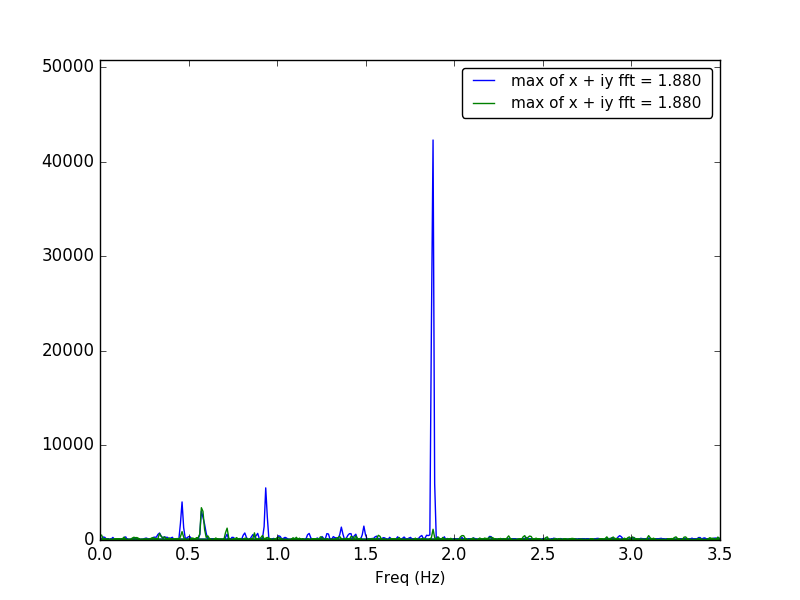 50000
40000
30000
20000
10000
0
0.0 0.5 1.0 1.5 2.0 2.5 3.0 3.5
Freq (Hz)
max of x + iy fft = 1.880
max of x + iy fft = 1.880